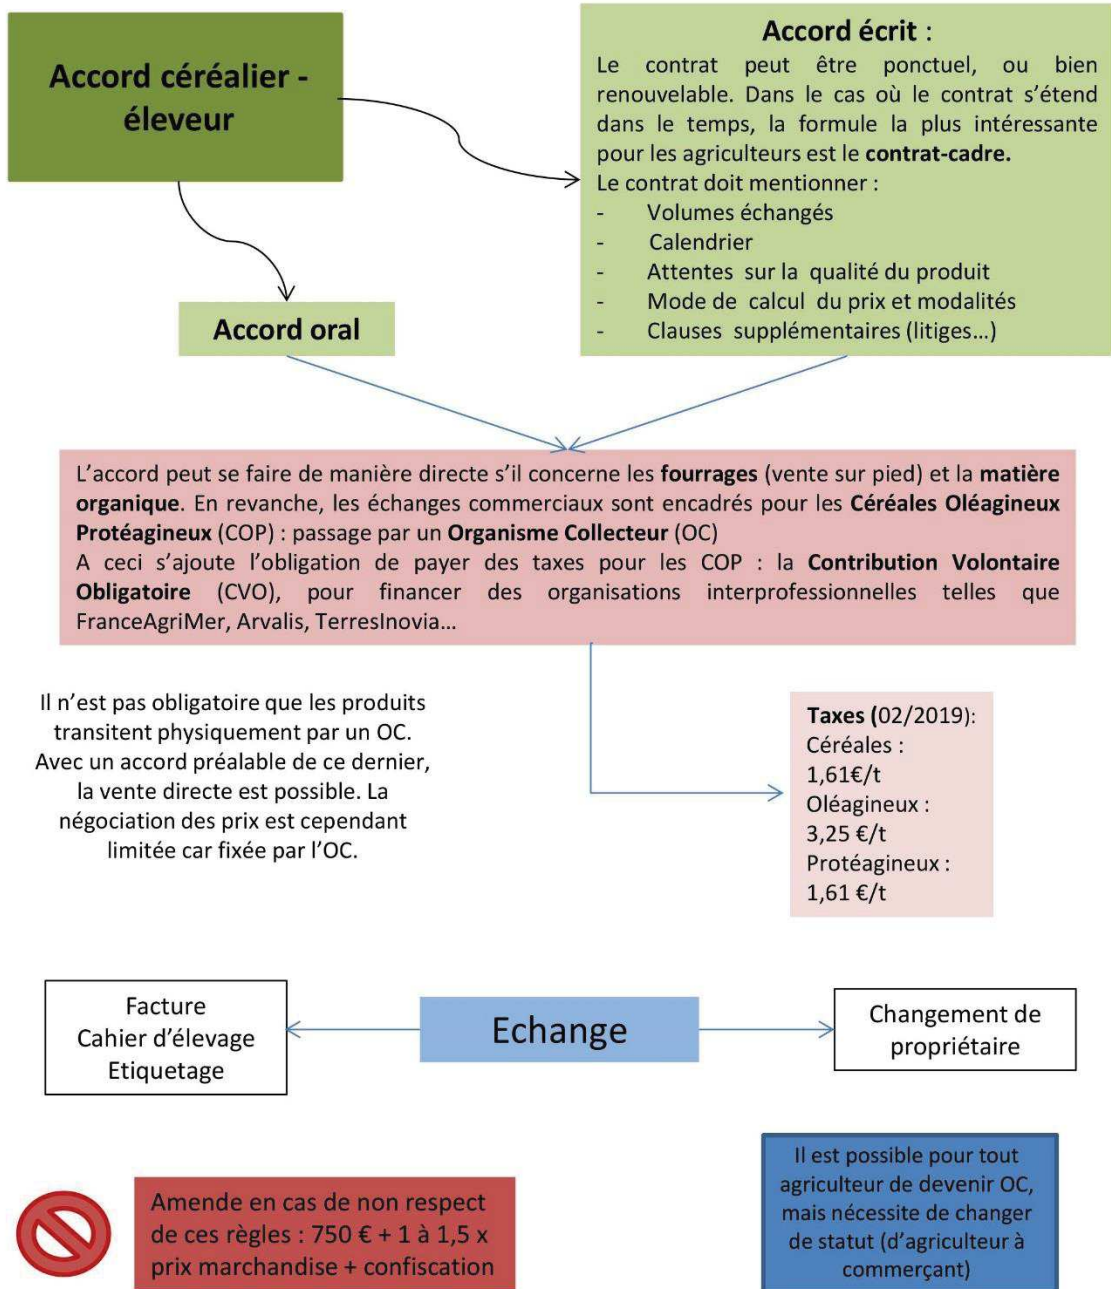 Accord céréalier -
éleveur
Accord écrit :
Le contrat peut être ponctuel, ou bien
renouvelable. Dans le cas où le contrat s’étend
dans le temps, la formule la plus intéressante
pour les agriculteurs est le contrat-cadre.
Le contrat doit mentionner :
- Volumes échangés
- Calendrier
- Attentes sur la qualité du produit
- Mode de calcul du prix et modalités
- Clauses supplémentaires (litiges…)
Accord oral
L’accord peut se faire de manière directe s’il concerne les fourrages (vente sur pied) et la matière
organique. En revanche, les échanges commerciaux sont encadrés pour les Céréales Oléagineux
Protéagineux (COP) : passage par un Organisme Collecteur (OC)
A ceci s’ajoute l’obligation de payer des taxes pour les COP : la Contribution Volontaire
Obligatoire (CVO), pour financer des organisations interprofessionnelles telles que
FranceAgriMer, Arvalis, TerresInovia…
Il n’est pas obligatoire que les produits
transitent physiquement par un OC.
Avec un accord préalable de ce dernier,
la vente directe est possible. La
négociation des prix est cependant
limitée car fixée par l’OC.
Taxes (02/2019):
Céréales :
1,61€/t
Oléagineux :
3,25 €/t
Protéagineux :
1,61 €/t
Facture
Cahier d’élevage
Etiquetage
Echange
Changement de
propriétaire
Amende en cas de non respect
de ces règles : 750 € + 1 à 1,5 x
prix marchandise + confiscation
Il est possible pour tout
agriculteur de devenir OC,
mais nécessite de changer
de statut (d’agriculteur à
commerçant)